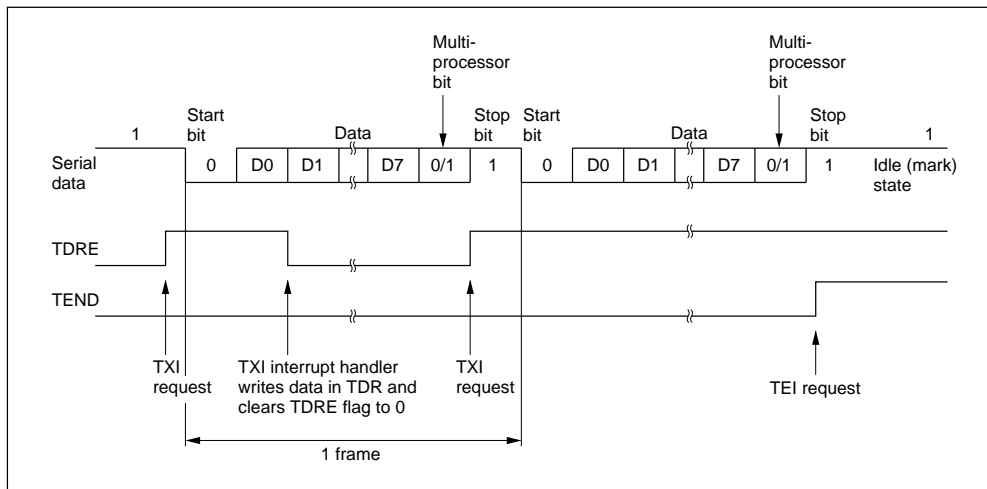 Multi-
processor
bit
Multi-
processor
bit
1
Start
bit
Data
Stop
bit
Start
bit
Data
Stop
bit
1
Serial
data
0
D0
D1
D7
0/1
1
0
D0
D1
D7
0/1
1
Idle (mark)
state
TDRE
TEND
TXI
request
TXI interrupt handler
writes data in TDR and
clears TDRE flag to 0
TXI
request
TEI request
1 frame